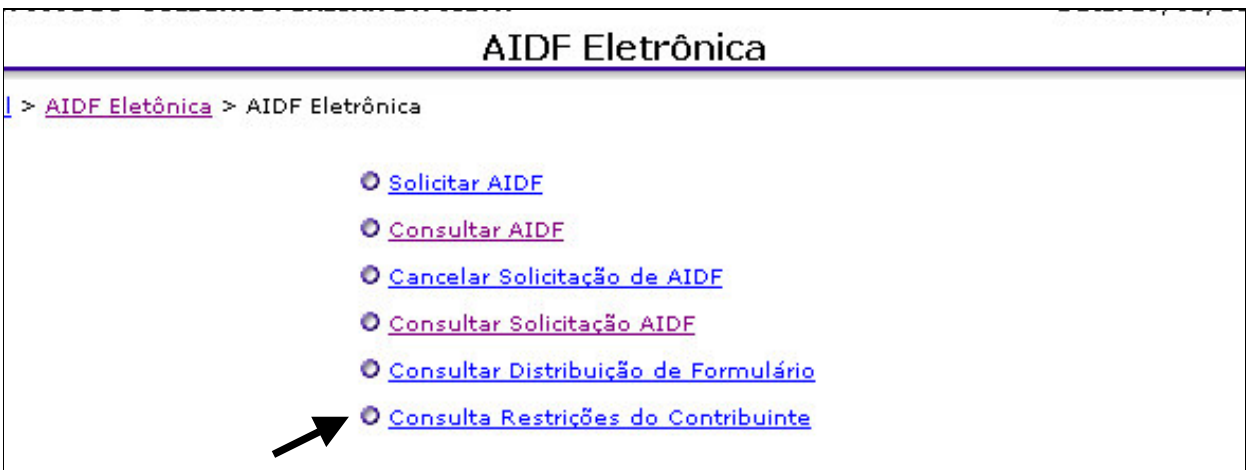 AIDF Eletrônica
l > AIDF Eletônica > AIDF Eletrônica
Solicitar AIDF
Consultar AIDF
Cancelar Solicitação de AIDF
Consultar Solicitação AIDF
Consultar Distribuição de Formulário
Consulta Restrições do Contribuinte